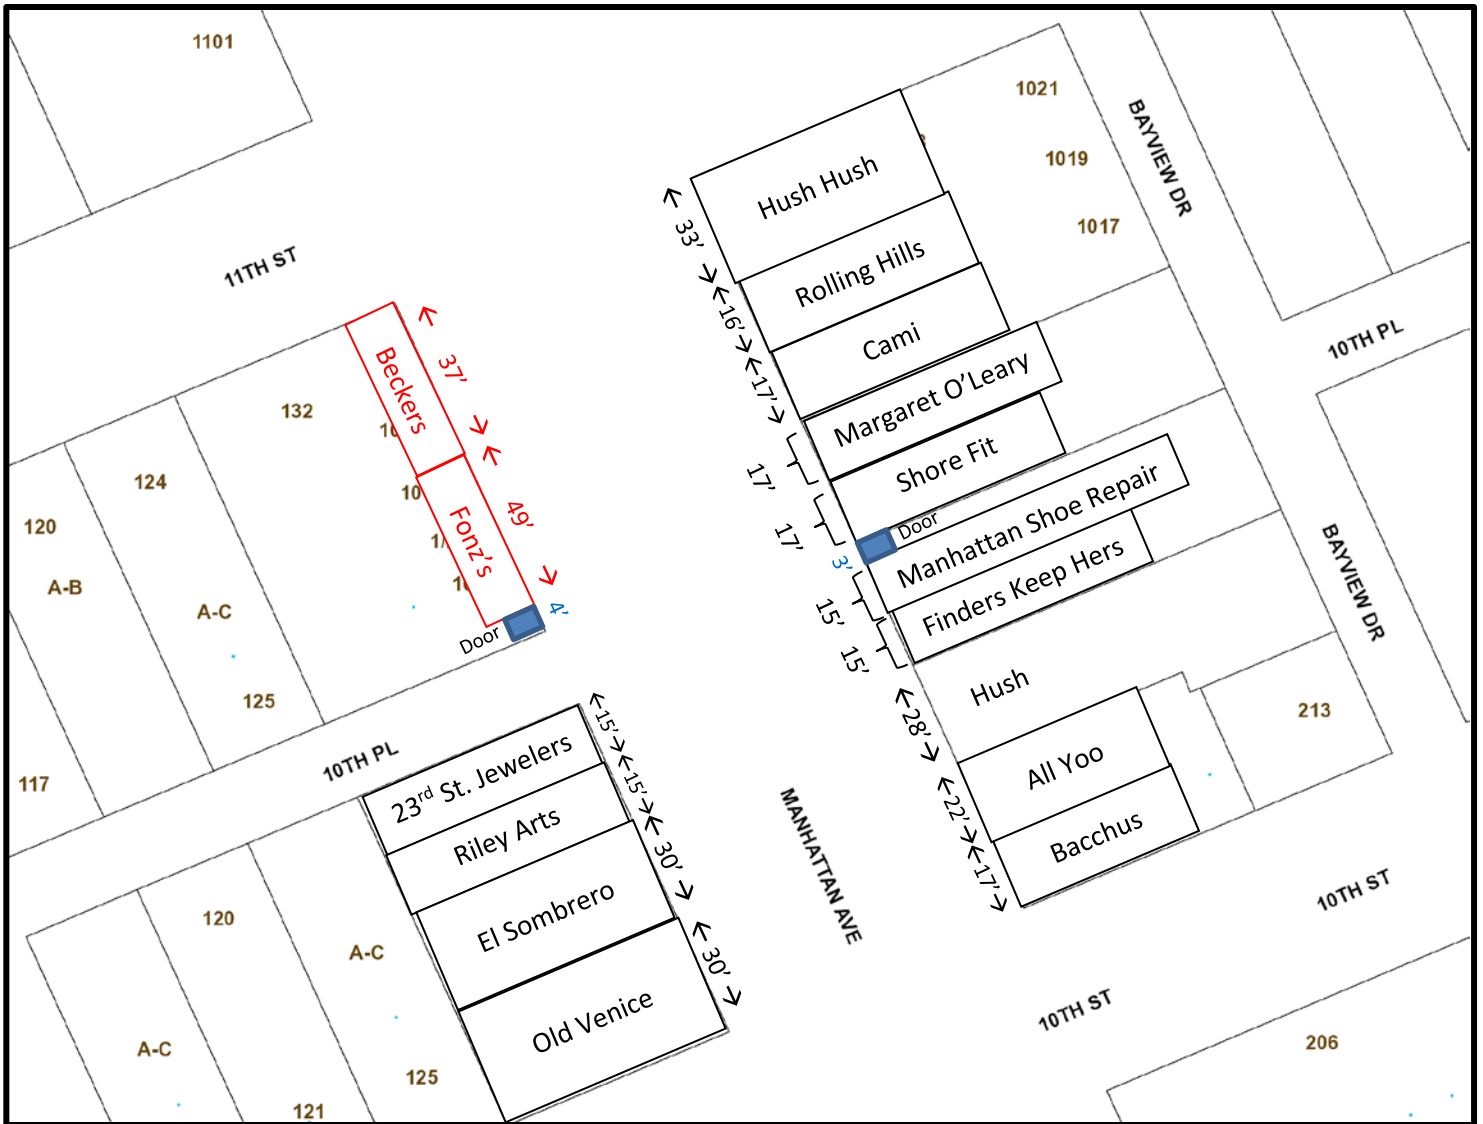 1101
11TH ST
Hush Hush
33'
Rolling Hills
16'
Cami
17'
Margaret O'Leary
17'
Shore Fit
17'
Door
3'
Manhattan Shoe Repair
15'
Finders Keep Hers
15'
Hush
28'
All Yoo
22'
Bacchus
17'
1021
1019
1017
BAYVIEW DR
10TH PL
BAYVIEW DR
213
10TH ST
10TH ST
206
MANHATTAN AVE
Beckers
37'
Fonz's
49'
4'
Door
132
10
10
124
120
A-B
A-C
125
117
10TH PL
23rd St. Jewelers
15'
Riley Arts
15'
El Sombrero
30'
Old Venice
30'
120
A-C
A-C
125
121